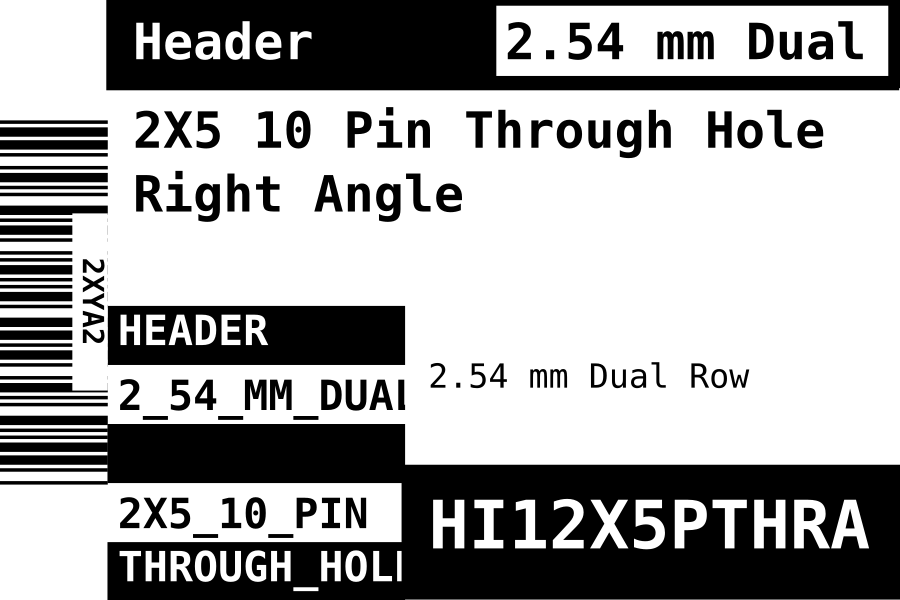 Header
2.54 mm Dual
2X5 10 Pin Through Hole
Right Angle
2XYA2
HEADER
2_54_MM_DUAL
2.54 mm Dual Row
2X5_10_PIN
THROUGH_HOL
HI12X5PTHRA